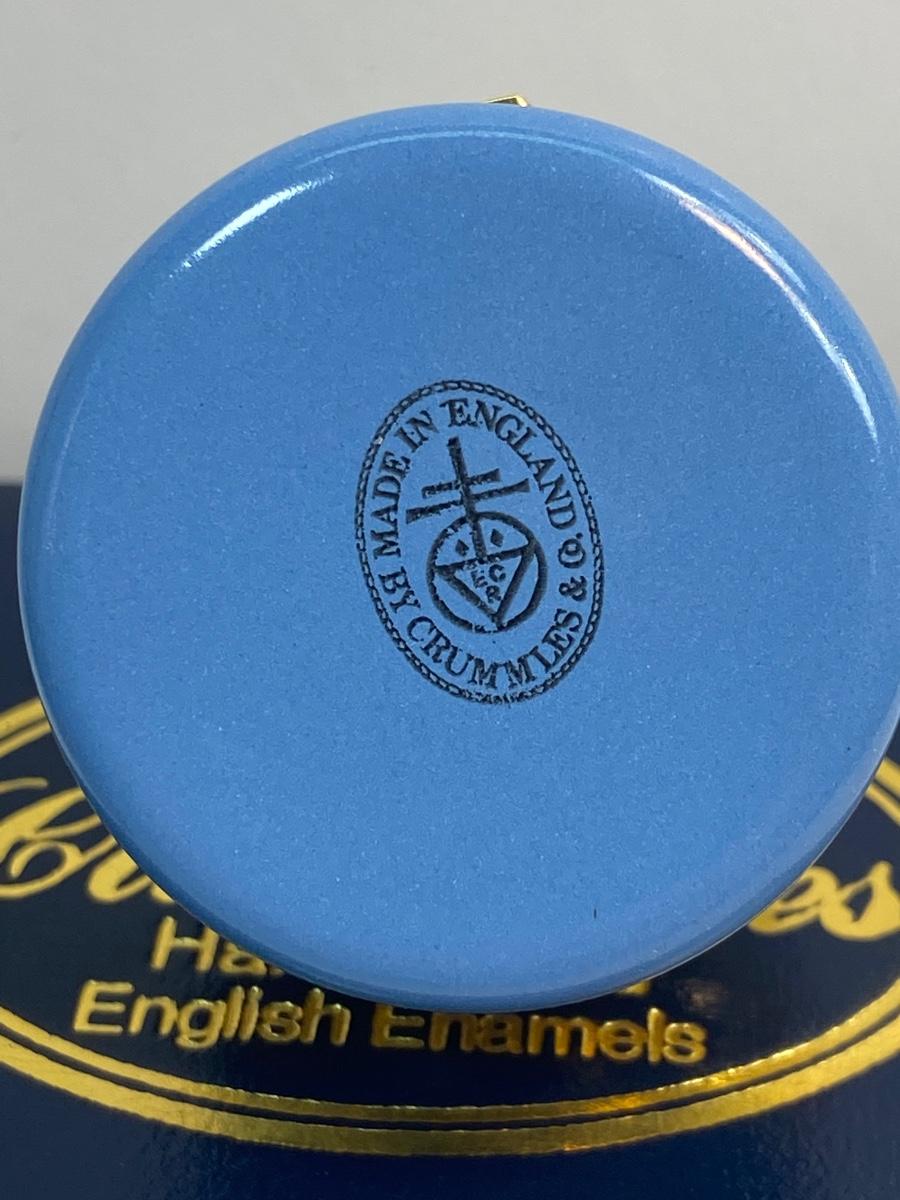 MADE IN ENGLAND
BY CRUMMLES & Co.
C
R
English Enamels